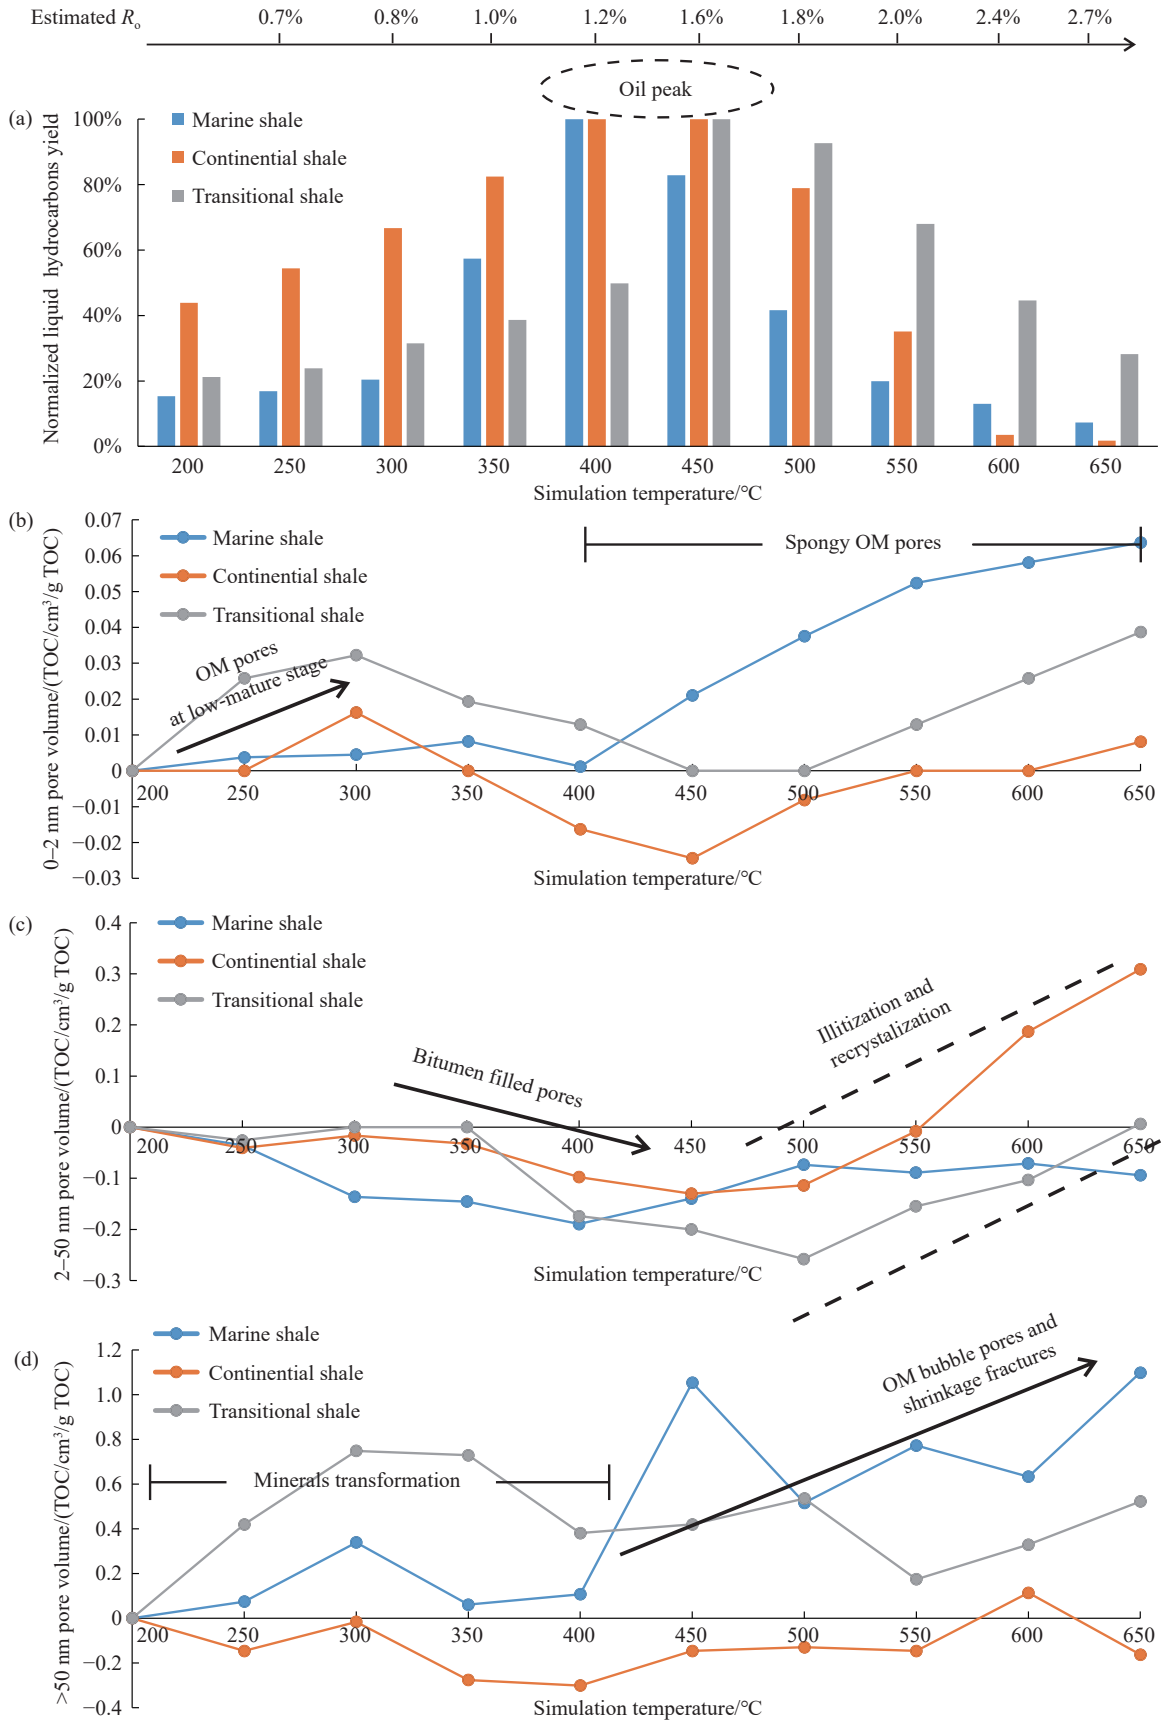 Estimated Ro 0.7% 0.8% 1.0% 1.2% 1.6% 1.8% 2.0% 2.4% 2.7%
Oil peak
(a)
Normalized liquid hydrocarbons yield
Marine shale
Continential shale
Transitional shale
100%
80%
60%
40%
20%
0%
200 250 300 350 400 450 500 550 600 650
Simulation temperature/°C
(b)
0–2 nm pore volume/(TOC/cm³/g TOC)
Marine shale
Continential shale
Transitional shale
Spongy OM pores
OM pores
at low-mature stage
0.07
0.06
0.05
0.04
0.03
0.02
0.01
0
−0.01
−0.02
−0.03
200 250 300 350 400 450 500 550 600 650
Simulation temperature/°C
(c)
2–50 nm pore volume/(TOC/cm³/g TOC)
Marine shale
Continential shale
Transitional shale
Bitumen filled pores
Illitization and
recrystalization
0.4
0.3
0.2
0.1
0
−0.1
−0.2
−0.3
200 250 300 350 400 450 500 550 600 650
Simulation temperature/°C
(d)
>50 nm pore volume/(TOC/cm³/g TOC)
Marine shale
Continential shale
Transitional shale
Minerals transformation
OM bubble pores and
shrinkage fractures
1.2
1.0
0.8
0.6
0.4
0.2
0
−0.2
−0.4
200 250 300 350 400 450 500 550 600 650
Simulation temperature/°C